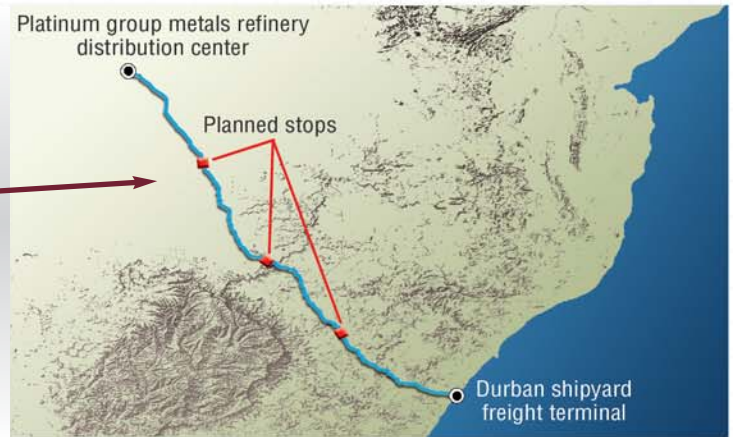 Platinum group metals refinery
distribution center
Planned stops
Durban shipyard
freight terminal